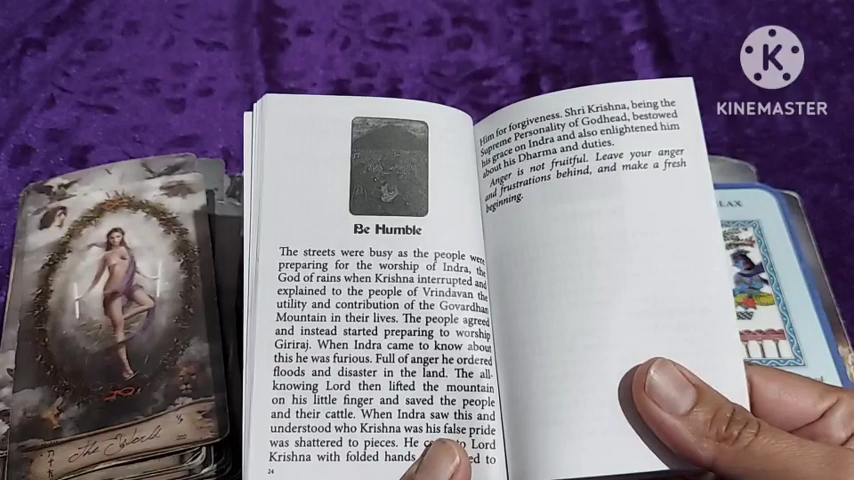 KINEMASTER
Be Humble
The streets were busy as the people were
preparing for the worship of Indra, the
God of rains when Krishna interrupted and
explained to the people of Vrindavan the
utility and contribution of the Govardhan
Mountain in their lives. The people agreed
and instead started preparing to worship
Giriraj. When Indra came to know about
this he was furious. Full of anger he ordered
floods and disaster in the land. The all-
knowing Lord then lifted the mountain
on his little finger and saved the people
and their cattle. When Indra saw this and
understood who Krishna was his false pride
was shattered to pieces. He to Lord
Krishna with folded hands to
24
Him for forgiveness. Shri Krishna, being the
Supreme Personality of Godhead, bestowed
his grace on Indra and also enlightened him
about his Dharma and duties.
Anger is not fruitful. Leave your anger
and frustrations behind, and make a fresh
beginning.
The World
LAX